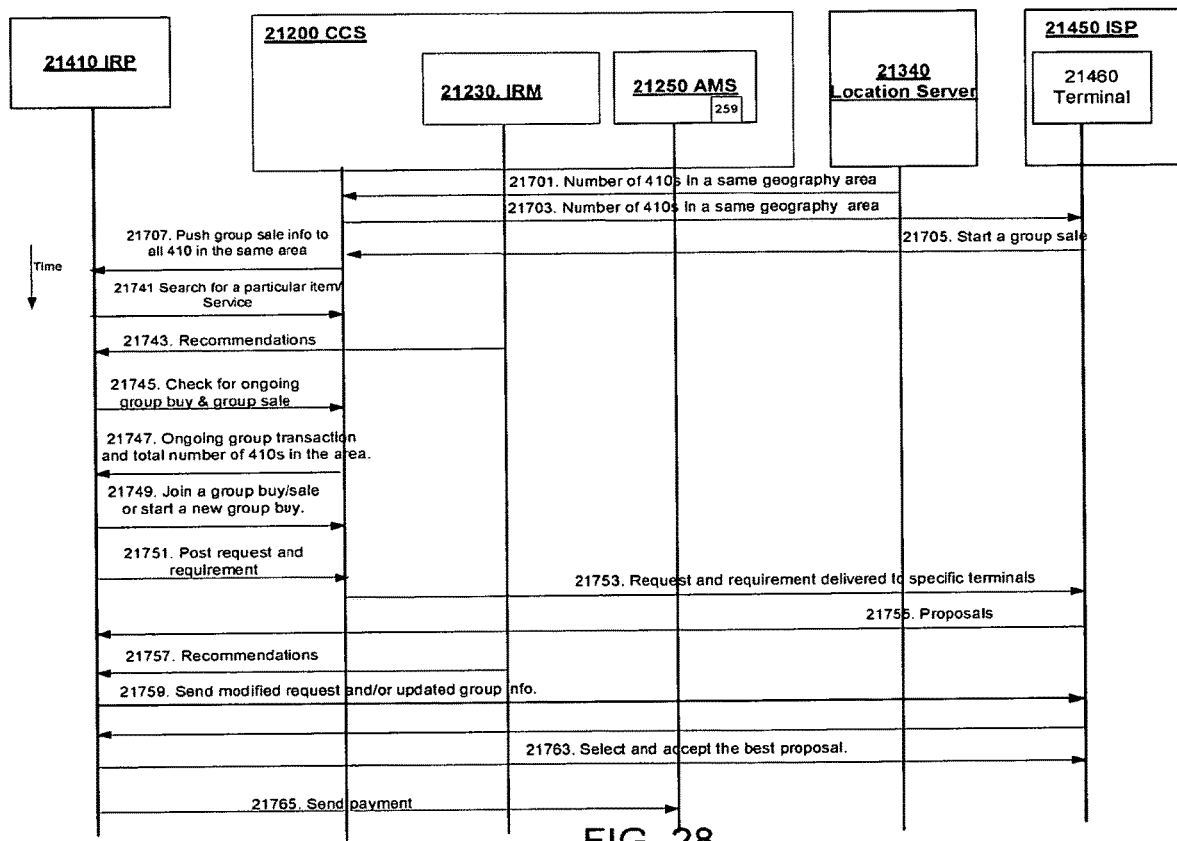 21410 IRP
21200 CCS
21230. IRM
21250 AMS
259
21340
Location Server
21450 ISP
21460
Terminal
21701. Number of 410s in a same geography area
21703. Number of 410s in a same geography area
21707. Push group sale info to
all 410 in the same area
21705. Start a group sale
Time
21741 Search for a particular item/
Service
21743. Recommendations
21745. Check for ongoing
group buy & group sale
21747. Ongoing group transaction
and total number of 410s in the area.
21749. Join a group buy/sale
or start a new group buy.
21751. Post request and
requirement
21753. Request and requirement delivered to specific terminals
21755. Proposals
21757. Recommendations
21759. Send modified request and/or updated group info.
21763. Select and accept the best proposal.
21765. Send payment
FIG. 28